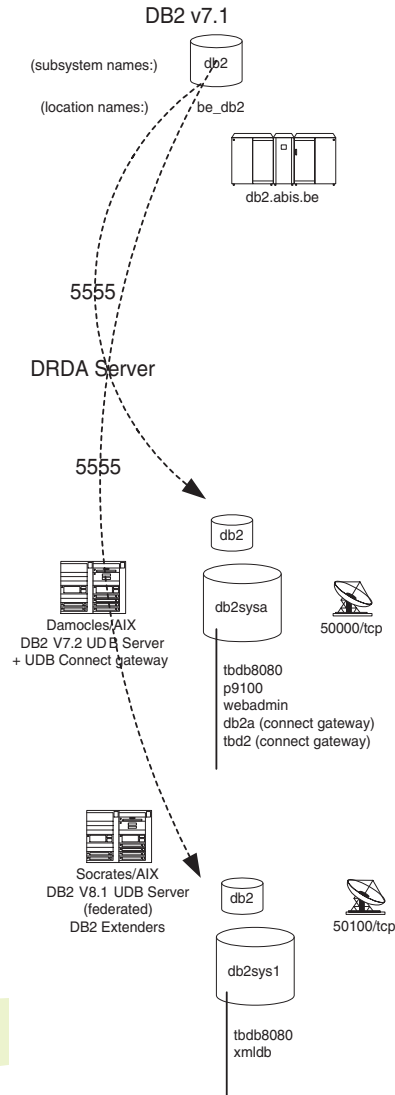 DB2 v7.1
(subsystem names:) db2
(location names:) be_db2
db2.abis.be
5555
DRDA Server
5555
db2
db2sysa
50000/tcp
Damocles/AIX
DB2 V7.2 UDB Server
+ UDB Connect gateway
tbdb8080
p9100
webadmin
db2a (connect gateway)
tbd2 (connect gateway)
Socrates/AIX
DB2 V8.1 UDB Server
(federated)
DB2 Extenders
db2
50100/tcp
db2sys1
tbdb8080
xmldb